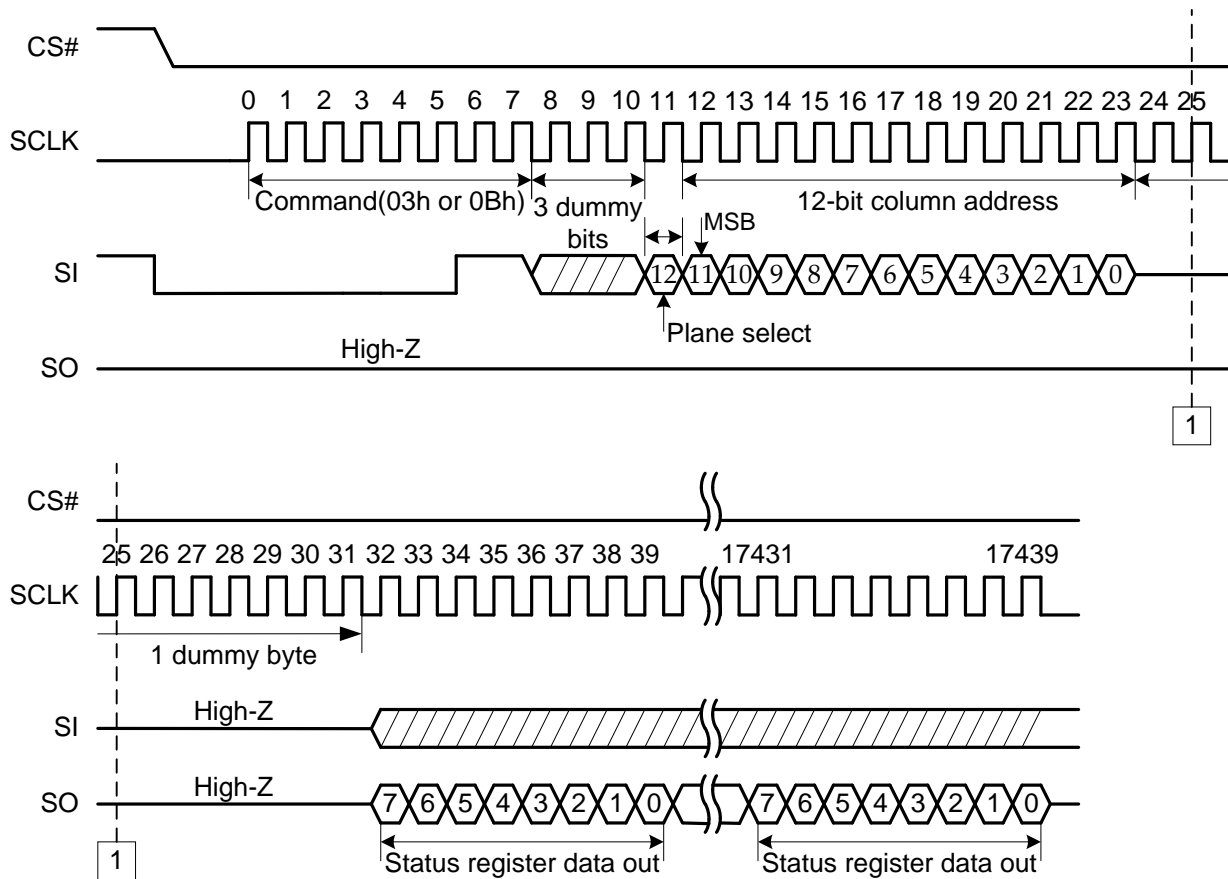 CS#
0 1 2 3 4 5 6 7 8 9 10 11 12 13 14 15 16 17 18 19 20 21 22 23 24 25
SCLK
Command(03h or 0Bh)
3 dummy bits
12-bit column address
MSB
SI
12 11 10 9 8 7 6 5 4 3 2 1 0
Plane select
High-Z
SO
1
CS#
25 26 27 28 29 30 31 32 33 34 35 36 37 38 39 17431 17439
SCLK
1 dummy byte
High-Z
SI
High-Z
SO
7 6 5 4 3 2 1 0 7 6 5 4 3 2 1 0
1
Status register data out Status register data out